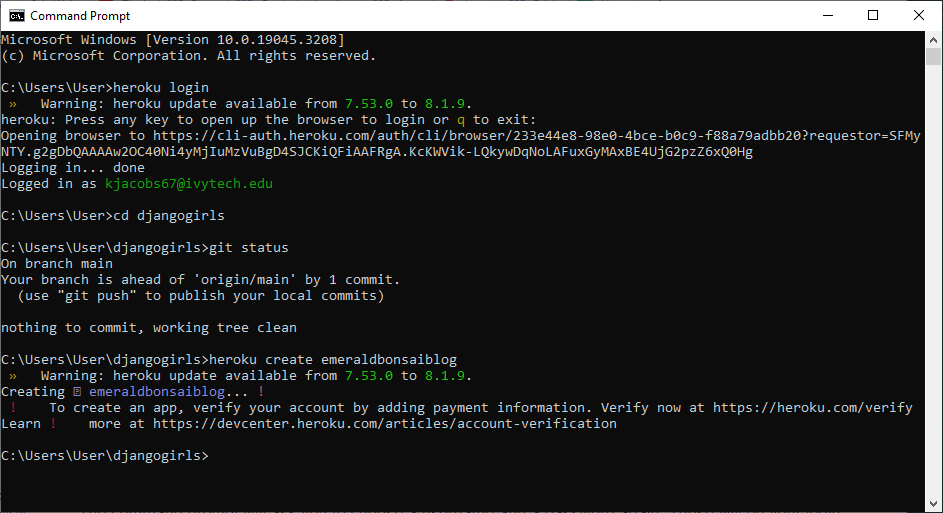 Command Prompt
Microsoft Windows [Version 10.0.19045.3208]
(c) Microsoft Corporation. All rights reserved.
C:\Users\User>heroku login
» Warning: heroku update available from 7.53.0 to 8.1.9.
heroku: Press any key to open up the browser to login or q to exit:
Opening browser to https://cli-auth.heroku.com/auth/cli/browser/233e44e8-98e0-4bce-b0c9-f88a79adbb20?requestor=SFMy
NTY.g2gDbQAAAAw2OC40Ni4yMjIuMzVuBgD4SJCKiQFiAAFRgA.KcKWVik-LQkywDqNoLAFuxGyMAxBE4UjG2pzZ6xQ0Hg
Logging in... done
Logged in as kjacobs67@ivytech.edu
C:\Users\User>cd djangogirls
C:\Users\User\djangogirls>git status
On branch main
Your branch is ahead of 'origin/main' by 1 commit.
(use "git push" to publish your local commits)
nothing to commit, working tree clean
C:\Users\User\djangogirls>heroku create emeraldbonsaiblog
» Warning: heroku update available from 7.53.0 to 8.1.9.
Creating ⍰ emeraldbonsaiblog... !
! To create an app, verify your account by adding payment information. Verify now at https://heroku.com/verify
Learn ! more at https://devcenter.heroku.com/articles/account-verification
C:\Users\User\djangogirls>